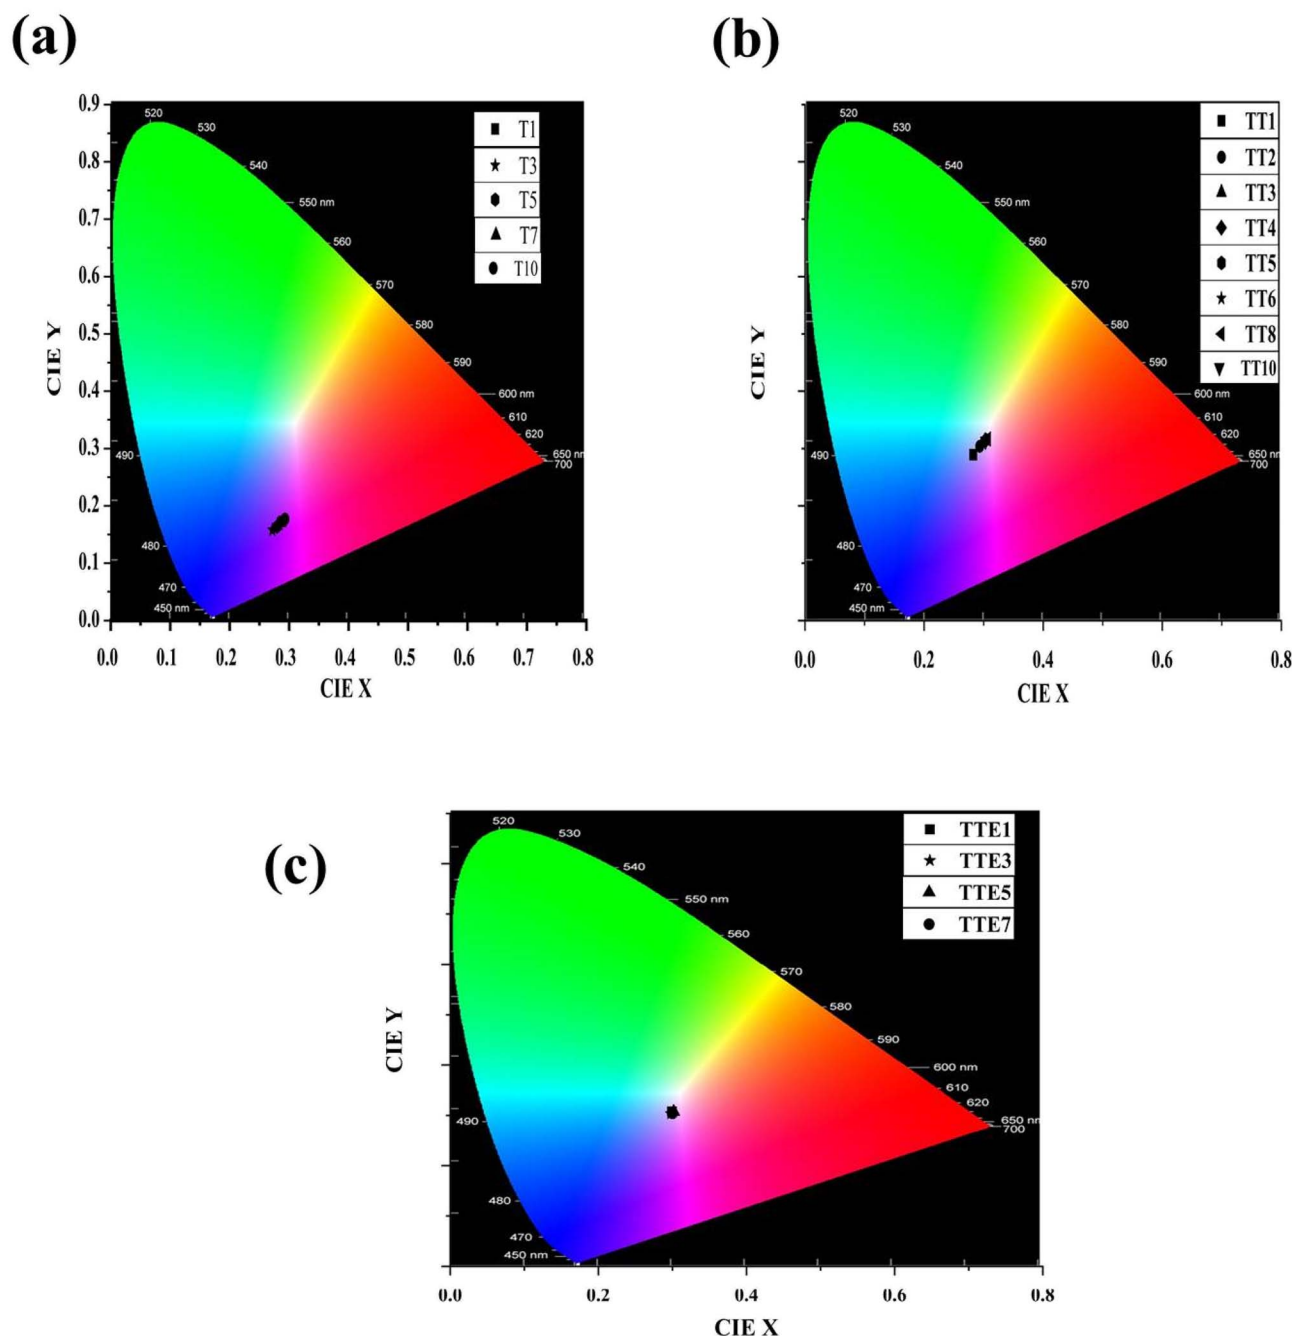 (a)
0.9
0.8
0.7
0.6
0.5
0.4
0.3
0.2
0.1
0.0
CIE Y
520
530
540
550 nm
560
570
580
590
600 nm
610
620
650 nm
700
490
480
470
450 nm
T1
T3
T5
T7
T10
0.0 0.1 0.2 0.3 0.4 0.5 0.6 0.7 0.8
CIE X
(b)
CIE Y
520
530
540
550 nm
560
570
580
590
600 nm
610
620
650 nm
700
490
480
470
450 nm
TT1
TT2
TT3
TT4
TT5
TT6
TT8
TT10
0.0 0.2 0.4 0.6 0.8
CIE X
(c)
CIE Y
520
530
540
550 nm
560
570
580
590
600 nm
610
620
650 nm
700
490
480
470
450 nm
TTE1
TTE3
TTE5
TTE7
0.0 0.2 0.4 0.6 0.8
CIE X